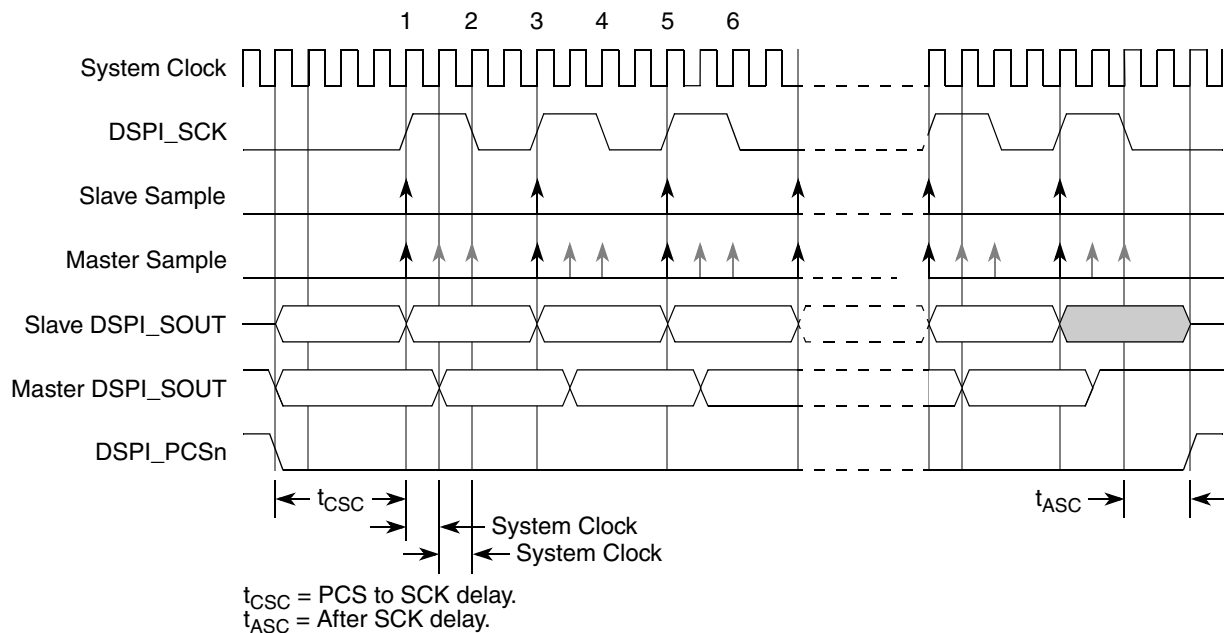 1 2 3 4 5 6
System Clock
DSPI_SCK
Slave Sample
Master Sample
Slave DSPI_SOUT
Master DSPI_SOUT
DSPI_PCSn
tCSC tASC
System Clock
System Clock
tCSC = PCS to SCK delay.
tASC = After SCK delay.